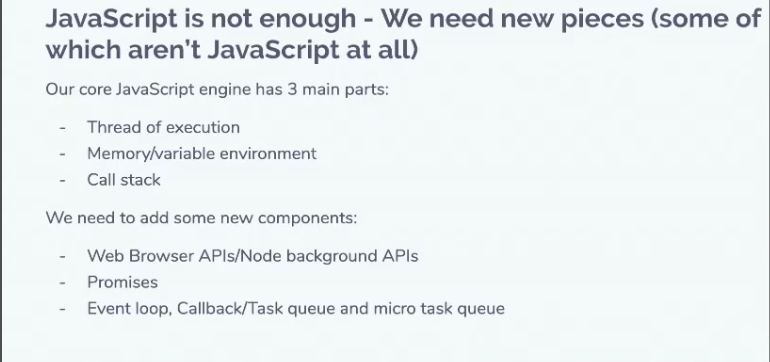 JavaScript is not enough - We need new pieces (some of
which aren't JavaScript at all)
Our core JavaScript engine has 3 main parts:
- Thread of execution
- Memory/variable environment
- Call stack
We need to add some new components:
- Web Browser APIs/Node background APIs
- Promises
- Event loop, Callback/Task queue and micro task queue